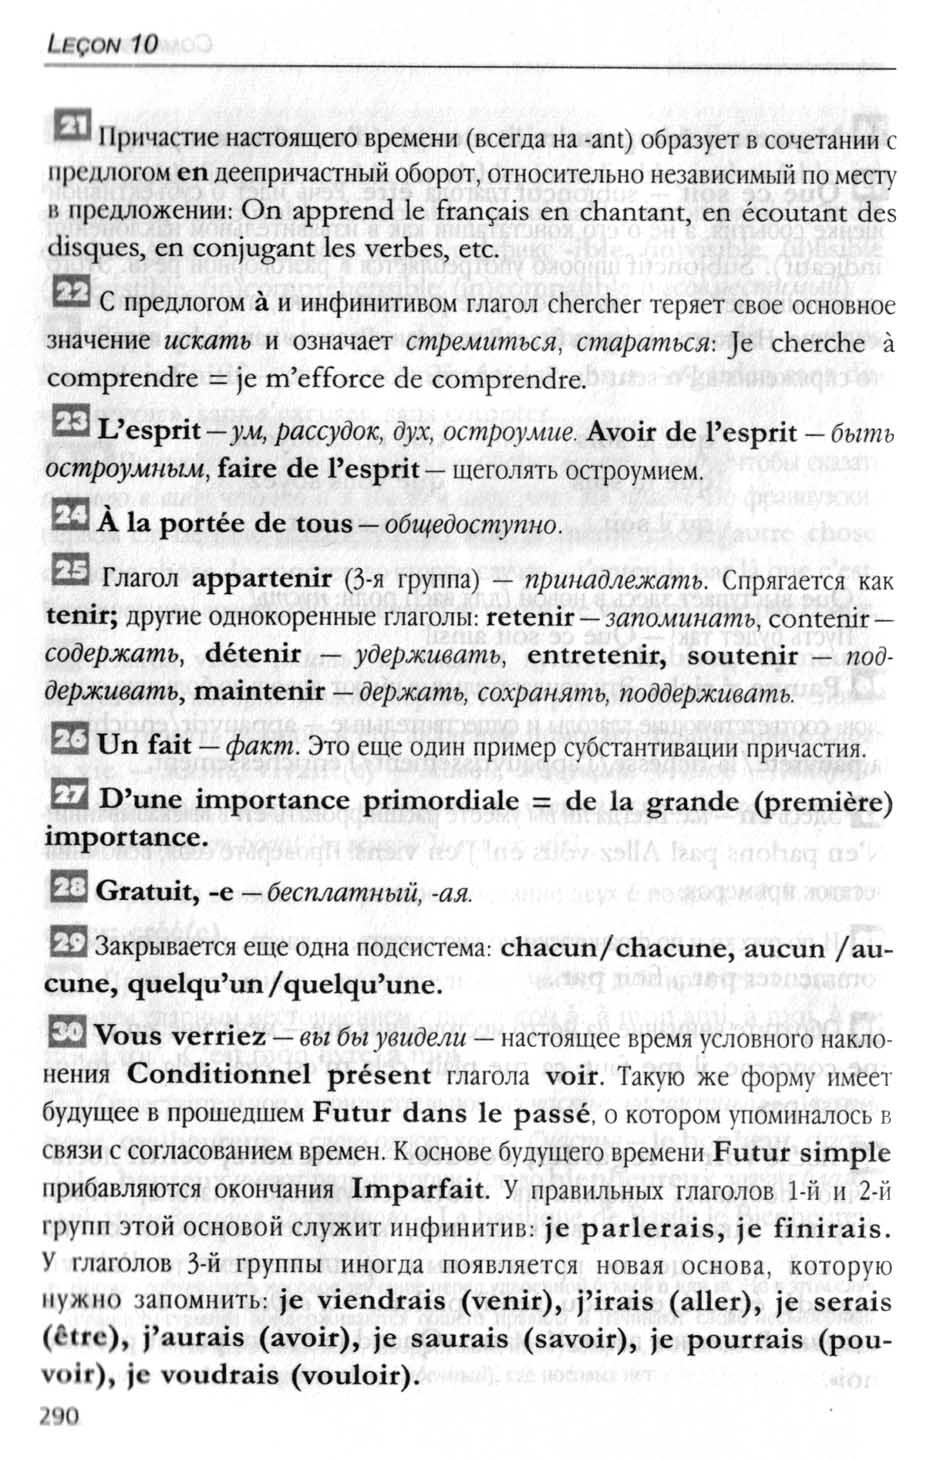 LEÇON 10
21 Причастие настоящего времени (всегда на -ant) образует в сочетании с
предлогом en деепричастный оборот, относительно независимый по месту
в предложении: On apprend le français en chantant, en écoutant des
disques, en conjugant les verbes, etc.
22 С предлогом à и инфинитивом глагол chercher теряет свое основное
значение искать и означает стремиться, стараться: Je cherche à
comprendre = je m’efforce de comprendre.
23 L’esprit – ум, рассудок, дух, остроумие. Avoir de l’esprit – быть
остроумным, faire de l’esprit – щеголять остроумием.
24 À la portée de tous – общедоступно.
25 Глагол appartenir (3-я группа) – принадлежать. Спрягается как
tenir; другие однокоренные глаголы: retenir – запоминать, contenir –
содержать, détenir – удерживать, entretenir, soutenir – под-
держивать, maintenir – держать, сохранять, поддерживать.
26 Un fait – факт. Это еще один пример субстантивации причастия.
27 D’une importance primordiale = de la grande (première)
importance.
28 Gratuit, -e – бесплатный, -ая.
29 Закрывается еще одна подсистема: chacun/chacune, aucun /au-
cune, quelqu’un/quelqu’une.
30 Vous verriez – вы бы увидели – настоящее время условного накло-
нения Conditionnel présent глагола voir. Такую же форму имеет
будущее в прошедшем Futur dans le passé, о котором упоминалось в
связи с согласованием времен. К основе будущего времени Futur simple
прибавляются окончания Imparfait. У правильных глаголов 1-й и 2-й
групп этой основой служит инфинитив: je parlerais, je finirais.
У глаголов 3-й группы иногда появляется новая основа, которую
нужно запомнить: je viendrais (venir), j’irais (aller), je serais
(être), j’aurais (avoir), je saurais (savoir), je pourrais (pou-
voir), je voudrais (vouloir).
290